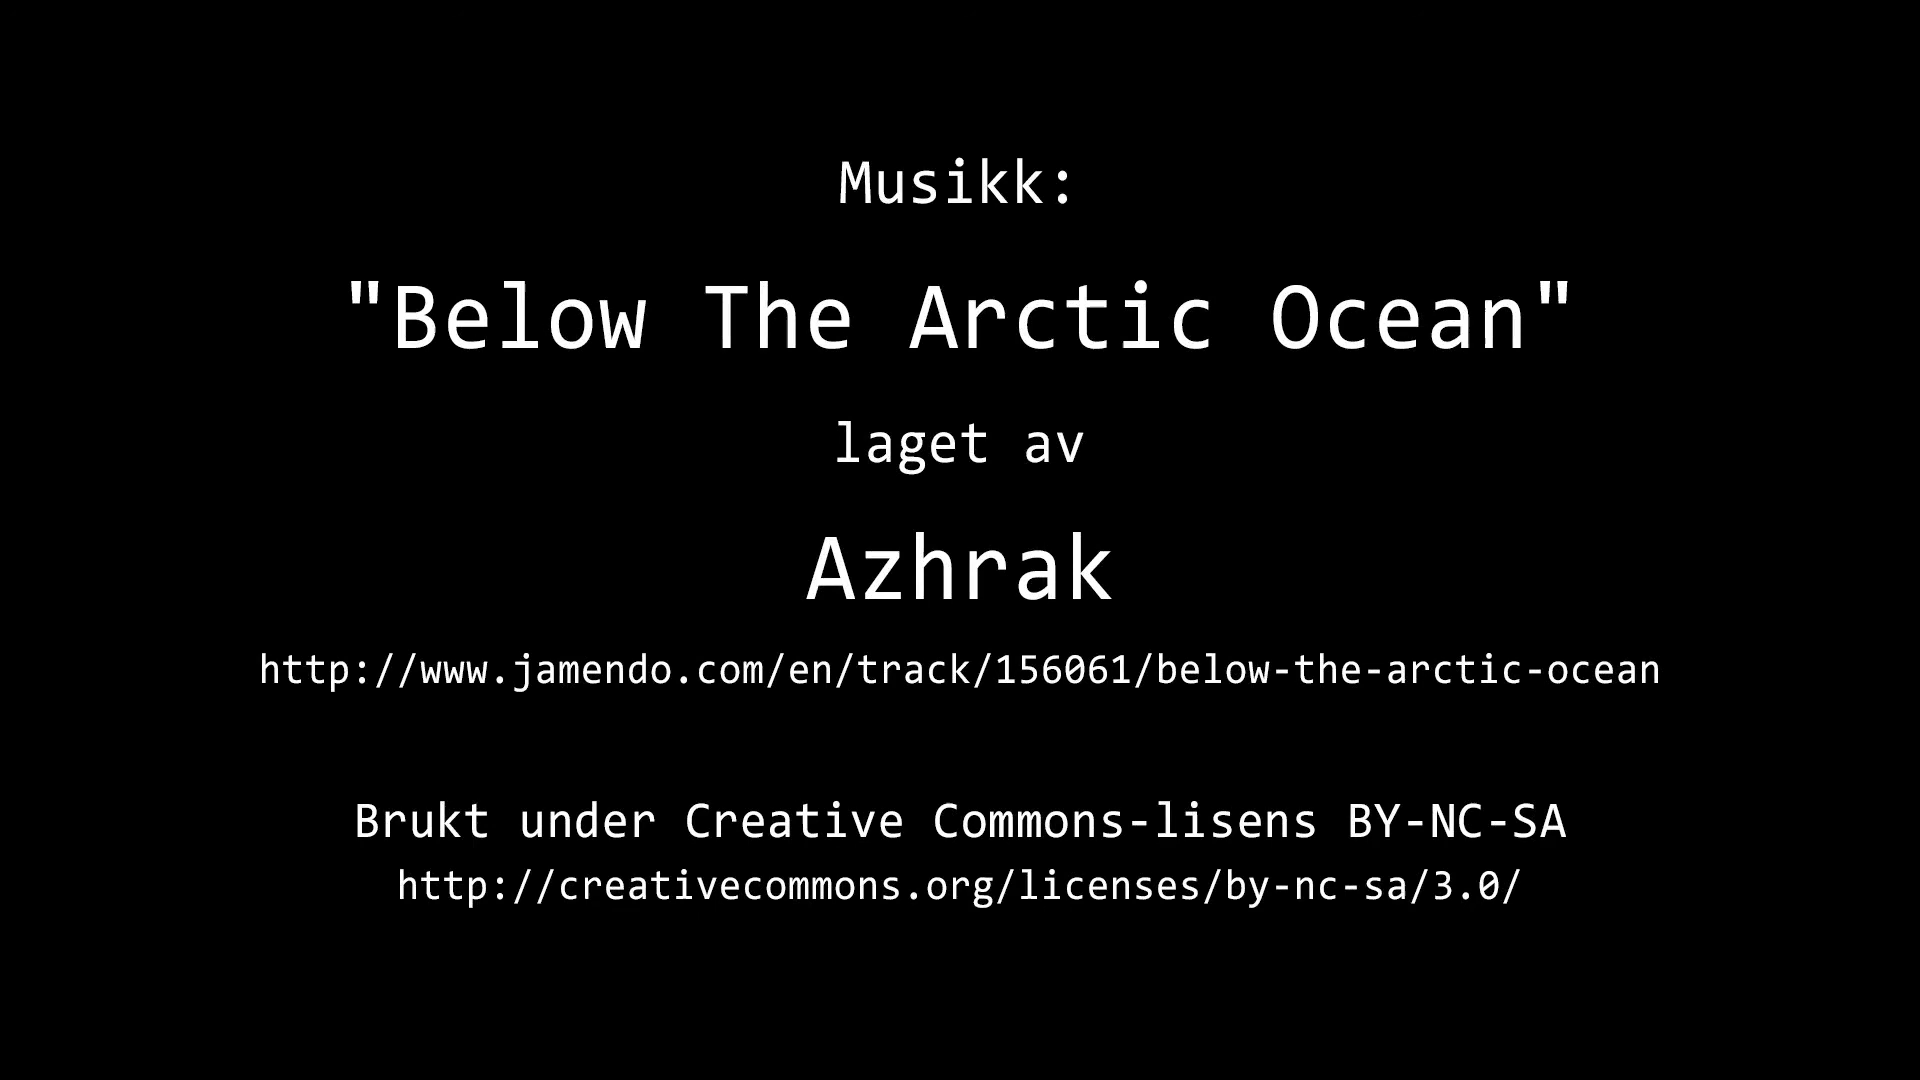 Musikk:
"Below The Arctic Ocean"
laget av
Azhrak
http://www.jamendo.com/en/track/156061/below-the-arctic-ocean
Brukt under Creative Commons-lisens BY-NC-SA
http://creativecommons.org/licenses/by-nc-sa/3.0/